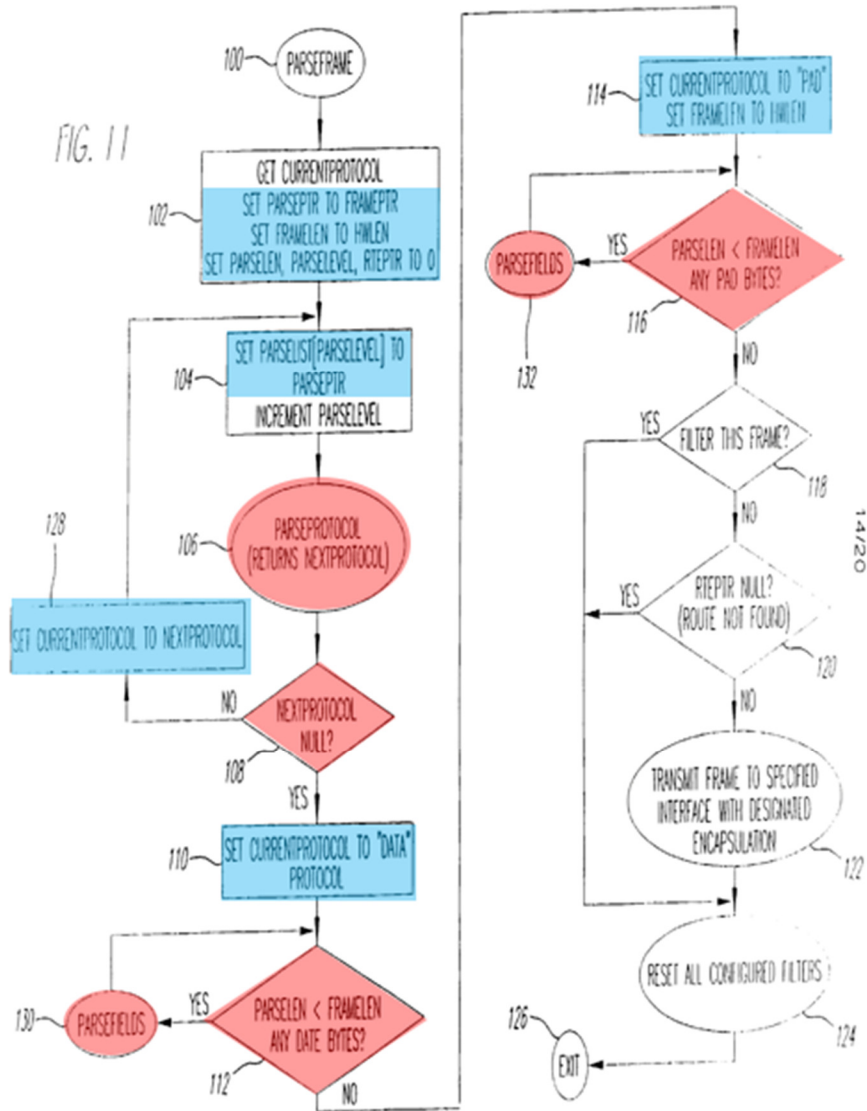 100
PARSEFRAME
FIG. 11
GET CURRENTPROTOCOL
102
SET PARSEPTR TO FRAMEPTR
SET FRAMELEN TO HWLEN
SET PARSELEN, PARSELEVEL, RTEPTR TO 0
SET PARSELIST[PARSELEVEL] TO
104
PARSEPTR
INCREMENT PARSELEVEL
106
PARSEPROTOCOL
(RETURNS NEXTPROTOCOL)
128
SET CURRENTPROTOCOL TO NEXTPROTOCOL
NO
NEXTPROTOCOL
NULL?
108
YES
110
SET CURRENTPROTOCOL TO "DATA"
PROTOCOL
130
PARSEFIELDS
YES
PARSELEN < FRAMELEN
ANY DATE BYTES?
112
NO
114
SET CURRENTPROTOCOL TO "PAD"
SET FRAMELEN TO HWLEN
PARSEFIELDS
YES
PARSELEN < FRAMELEN
ANY PAD BYTES?
116
132
NO
YES
FILTER THIS FRAME?
118
NO
YES
RTEPTR NULL?
(ROUTE NOT FOUND)
120
NO
TRANSMIT FRAME TO SPECIFIED
INTERFACE WITH DESIGNATED
ENCAPSULATION
122
RESET ALL CONFIGURED FILTERS
124
126
EXIT
14/20